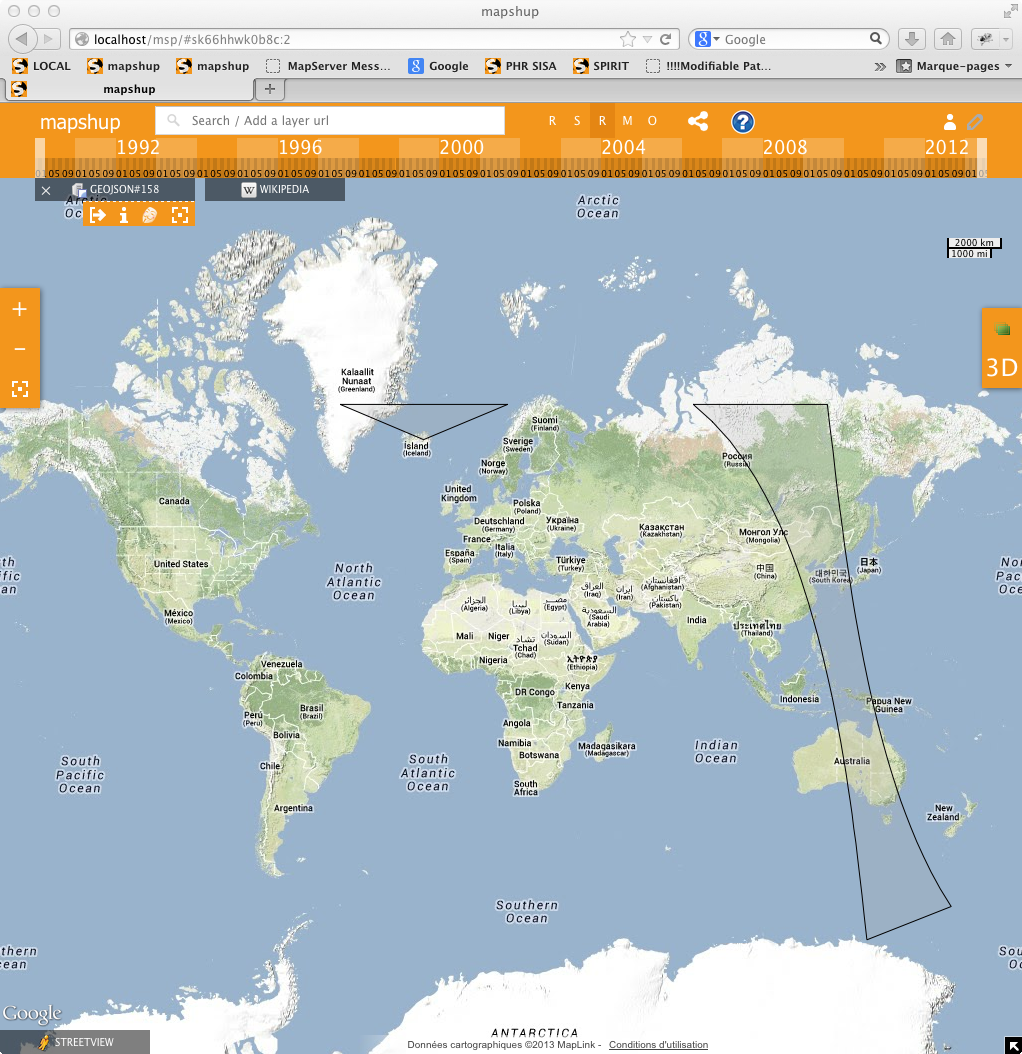 mapshup
localhost/msp/#sk66hhwk0b8c:2
Google
LOCAL
mapshup
mapshup
MapServer Mess...
Google
PHR SISA
SPIRIT
!!!!Modifiable Pat...
Marque-pages
mapshup
mapshup
Search / Add a layer url
R S R M O
1992 1996 2000 2004 2008 2012
GEOJSON#158
WIKIPEDIA
Arctic
Ocean
2000 km
1000 mi
+
−
3D
Kalaallit
Nunaat
(Greenland)
Ísland
(Iceland)
Suomi
(Finland)
Sverige
(Sweden)
Norge
(Norway)
Россия
(Russia)
United
Kingdom
Polska
(Poland)
Deutschland
(Germany)
Україна
(Ukraine)
France
Italia
(Italy)
España
(Spain)
Türkiye
(Turkey)
Казақстан
(Kazakhstan)
Монгол Улс
(Mongolia)
中国
(China)
대한민국
(South Korea)
日本
(Japan)
Canada
United States
North
Atlantic
Ocean
México
(Mexico)
الجزائر
(Algeria)
ليبيا
(Libya)
مصر
(Egypt)
العراق
(Iraq)
ایران
(Iran)
افغانستان
(Afghanistan)
پاکستان
(Pakistan)
السعودية
(Saudi
Arabia)
India
ประเทศไทย
(Thailand)
Mali
Niger
تشاد
Tchad
(Chad)
السودان
(Sudan)
Nigeria
ኢትዮጵያ
(Ethiopia)
Venezuela
Colombia
DR Congo
Kenya
Tanzania
Indonesia
Papua New
Guinea
Perú
(Peru)
Brasil
(Brazil)
Bolivia
Angola
Namibia
Botswana
Madagasikara
(Madagascar)
South
Africa
Chile
Argentina
South
Pacific
Ocean
South
Atlantic
Ocean
Indian
Ocean
Australia
New
Zealand
Southern
Ocean
ANTARCTICA
Google
STREETVIEW
Données cartographiques ©2013 MapLink - Conditions d'utilisation